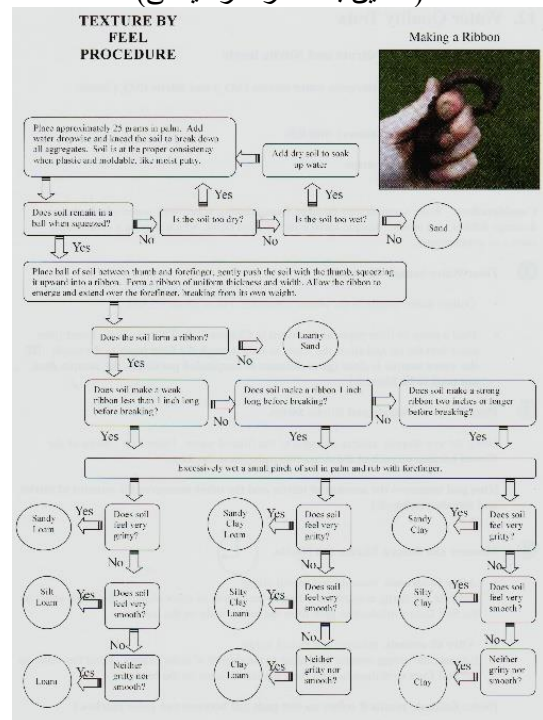 TEXTURE BY
FEEL
PROCEDURE
Making a Ribbon
Place approximately 25 grams in palm. Add
water dropwise and knead the soil to break down
all aggregates. Soil is at the proper consistency
when plastic and moldable, like moist putty.
Add dry soil to soak
up water
Yes
Yes
Does soil remain in a
ball when squeezed?
No
Is the soil too dry?
No
Is the soil too wet?
No
Sand
Yes
Place ball of soil between thumb and forefinger, gently push the soil with the thumb, squeezing
it upward into a ribbon. Form a ribbon of uniform thickness and width. Allow the ribbon to
emerge and extend over the forefinger, breaking from its own weight.
Does the soil form a ribbon?
No
Loamy
Sand
Yes
Does soil make a weak
ribbon less than 1 inch long
before breaking?
No
Does soil make a ribbon 1 inch
long before breaking?
No
Does soil make a strong
ribbon two inches or longer
before breaking?
Yes
Yes
Yes
Excessively wet a small pinch of soil in palm and rub with forefinger.
Sandy
Loam
Yes
Does soil
feel very
gritty?
Sandy
Clay
Loam
Yes
Does soil
feel very
gritty?
Sandy
Clay
Yes
Does soil
feel very
gritty?
No
No
No
Silt
Loam
Yes
Does soil
feel very
smooth?
Silty
Clay
Loam
Yes
Does soil
feel very
smooth?
Silty
Clay
Yes
Does soil
feel very
smooth?
No
No
No
Loam
Yes
Neither
gritty nor
smooth?
Clay
Loam
Yes
Neither
gritty nor
smooth?
Clay
Yes
Neither
gritty nor
smooth?